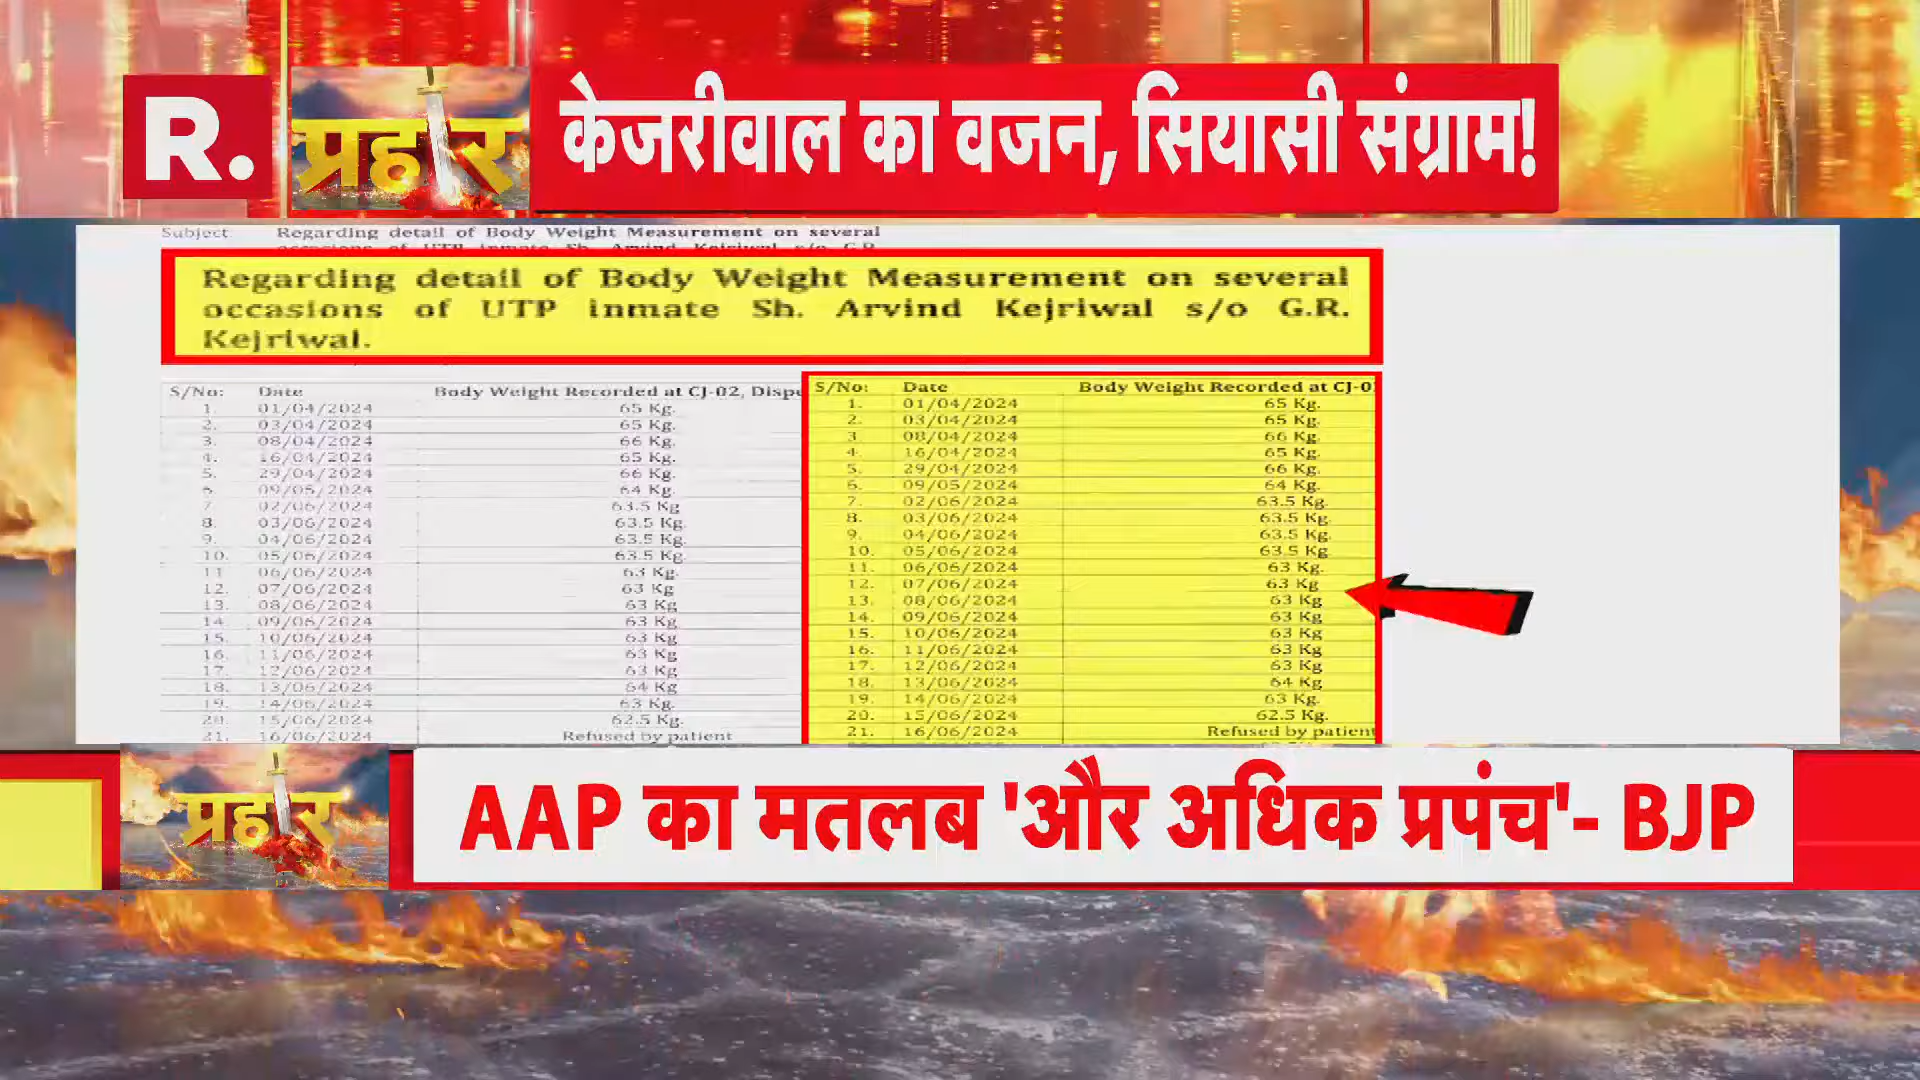 R.
प्रहार
केजरीवाल का वजन, सियासी संग्राम!
Subject Regarding detail of Body Weight Measurement on several
occasions of UTP inmate Sh. Arvind Kejriwal s/o G.R.
Regarding detail of Body Weight Measurement on several
occasions of UTP inmate Sh. Arvind Kejriwal s/o G.R.
Kejriwal.
S/No: Date Body Weight Recorded at CJ-02, Dispe
1. 01/04/2024 65 Kg.
2. 03/04/2024 65 Kg.
3. 08/04/2024 66 Kg.
4. 16/04/2024 65 Kg.
5. 29/04/2024 66 Kg.
6. 09/05/2024 64 Kg.
7. 02/06/2024 63.5 Kg
8. 03/06/2024 63.5 Kg.
9. 04/06/2024 63.5 Kg.
10. 05/06/2024 63.5 Kg
11 06/06/2024 63 Kg.
12. 07/06/2024 63 Kg
13. 08/06/2024 63 Kg
14. 09/06/2024 63 Kg
15. 10/06/2024 63 Kg
16. 11/06/2024 63 Kg
17. 12/06/2024 63 Kg
18. 13/06/2024 64 Kg
19. 14/06/2024 63 Kg.
20. 15/06/2024 62.5 Kg.
21. 16/06/2024 Refused by patient
S/No: Date Body Weight Recorded at CJ-0
1. 01/04/2024 65 Kg.
2. 03/04/2024 65 Kg.
3 08/04/2024 66 Kg.
4. 16/04/2024 65 Kg.
5. 29/04/2024 66 Kg.
6. 09/05/2024 64 Kg.
7. 02/06/2024 63.5 Kg.
8. 03/06/2024 63.5 Kg.
9. 04/06/2024 63.5 Kg.
10. 05/06/2024 63.5 Kg
11. 06/06/2024 63 Kg.
12. 07/06/2024 63 Kg
13. 08/06/2024 63 Kg
14. 09/06/2024 63 Kg
15. 10/06/2024 63 Kg
16. 11/06/2024 63 Kg
17. 12/06/2024 63 Kg
18. 13/06/2024 64 Kg
19. 14/06/2024 63 Kg.
20. 15/06/2024 62.5 Kg.
21. 16/06/2024 Refused by patient
प्रहार
AAP का मतलब 'और अधिक प्रपंच'- BJP